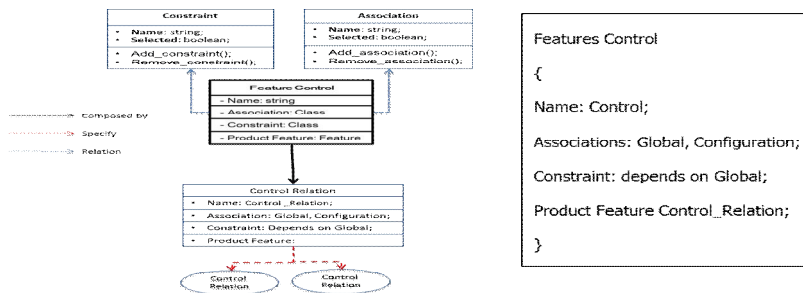 Constraint
• Name: string;
• Selected: boolean;
• Add_constraint();
• Remove_constraint();
Association
• Name: string;
• Selected: boolean;
• Add_association();
• Remove_association();
Feature Control
- Name: string
- Association: Class
- Constraint: Class
- Product Feature: Feature
Composed by
Specify
Relation
Control Relation
• Name: Control_Relation;
• Association: Global, Configuration;
• Constraint: Depends on Global;
• Product Feature:
Control
Relation
Control
Relation
Features Control
{
Name: Control;
Associations: Global, Configuration;
Constraint: depends on Global;
Product Feature Control_Relation;
}